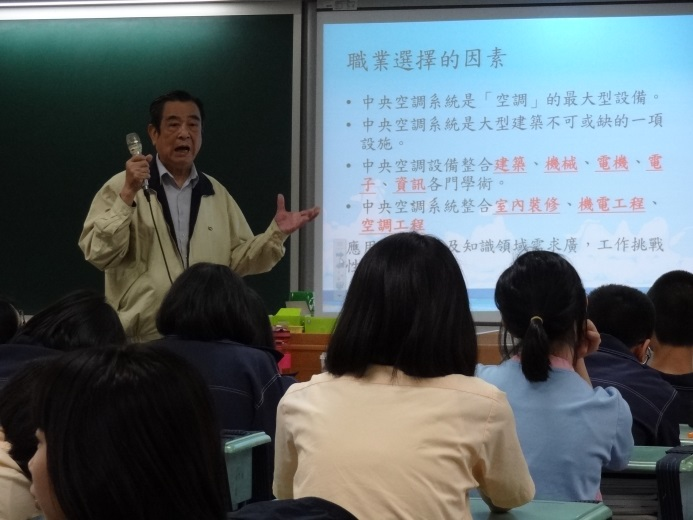 職業選擇的因素
• 中央空調系統是「空調」的最大型設備。
• 中央空調系統是大型建築不可或缺的一項
設施。
• 中央空調設備整合建築、機械、電機、電
子、資訊各門學術。
• 中央空調系統整合室內裝修、機電工程、
空調工程
應用 及知識領域需求廣，工作挑戰
性